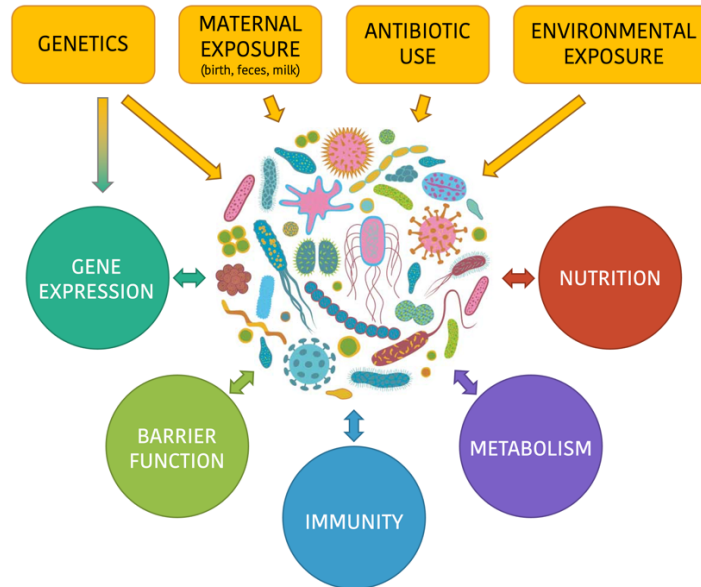 GENETICS
MATERNAL
EXPOSURE
(birth, feces, milk)
ANTIBIOTIC
USE
ENVIRONMENTAL
EXPOSURE
GENE
EXPRESSION
NUTRITION
BARRIER
FUNCTION
METABOLISM
IMMUNITY